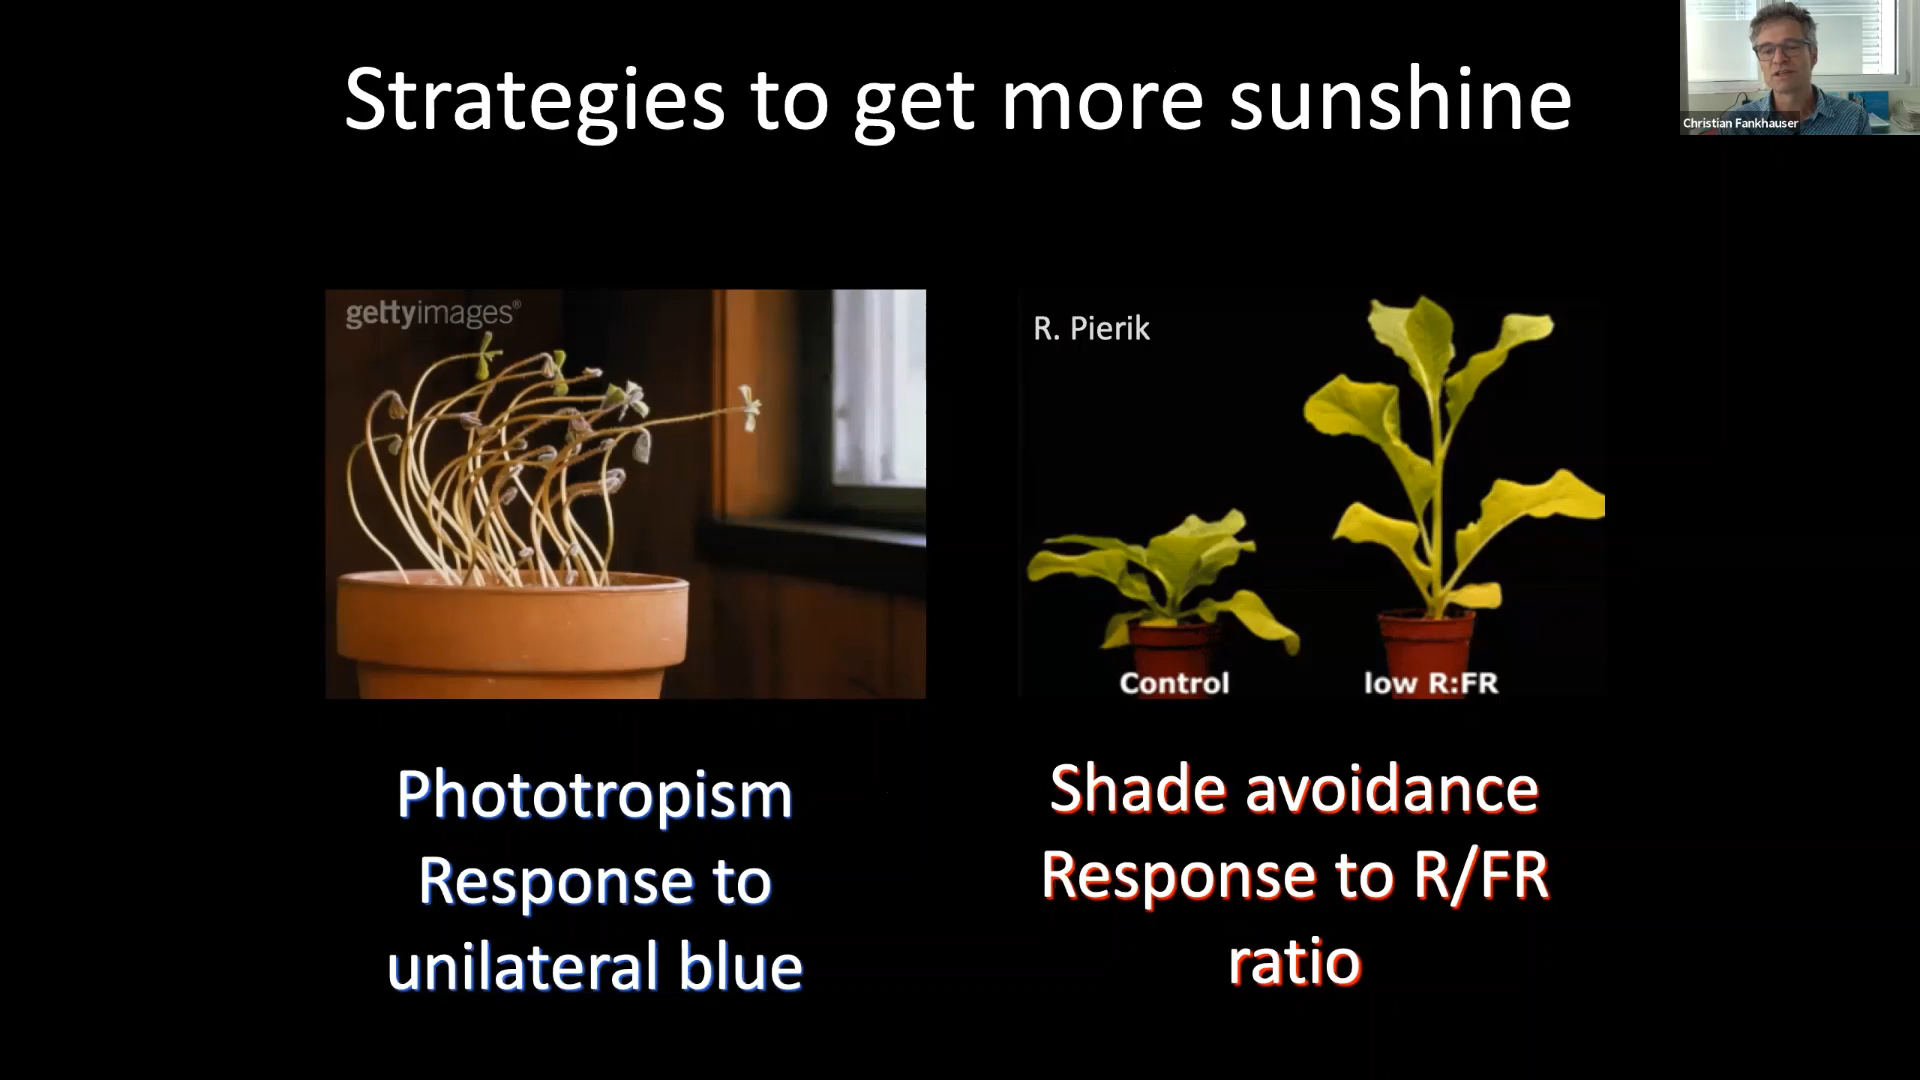 Strategies to get more sunshine
Christian Fankhauser
gettyimages®
R. Pierik
Control
low R:FR
Phototropism
Response to
unilateral blue
Shade avoidance
Response to R/FR
ratio